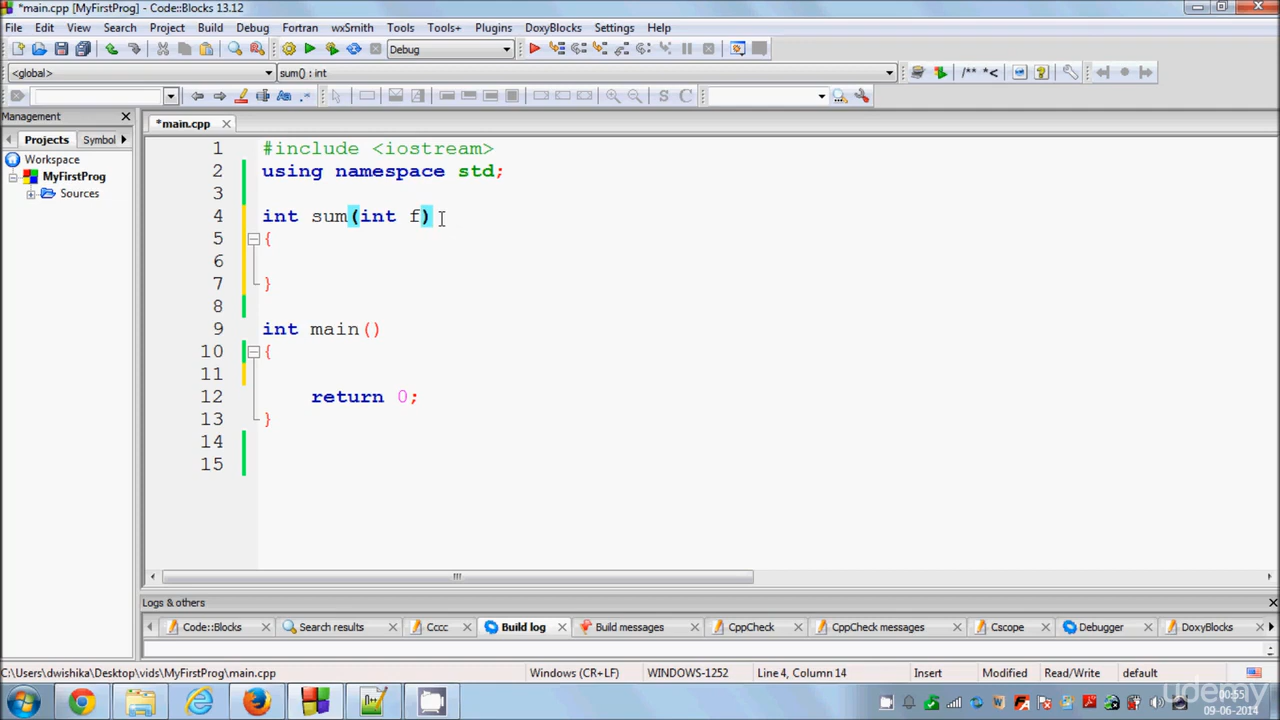 *main.cpp [MyFirstProg] - Code::Blocks 13.12
File Edit View Search Project Build Debug Fortran wxSmith Tools Tools+ Plugins DoxyBlocks Settings Help
Debug
<global> sum() : int /** *<
S C
Management *main.cpp
Projects Symbol
Workspace
MyFirstProg
Sources
1 #include <iostream>
2 using namespace std;
3
4 int sum(int f)
5 {
6
7 }
8
9 int main()
10 {
11
12 return 0;
13 }
14
15
Logs & others
Code::Blocks Search results Cccc Build log Build messages CppCheck CppCheck messages Cscope Debugger DoxyBlocks
C:\Users\dwishika\Desktop\vids\MyFirstProg\main.cpp Windows (CR+LF) WINDOWS-1252 Line 4, Column 14 Insert Modified Read/Write default
udemy
00:55
09-06-2014